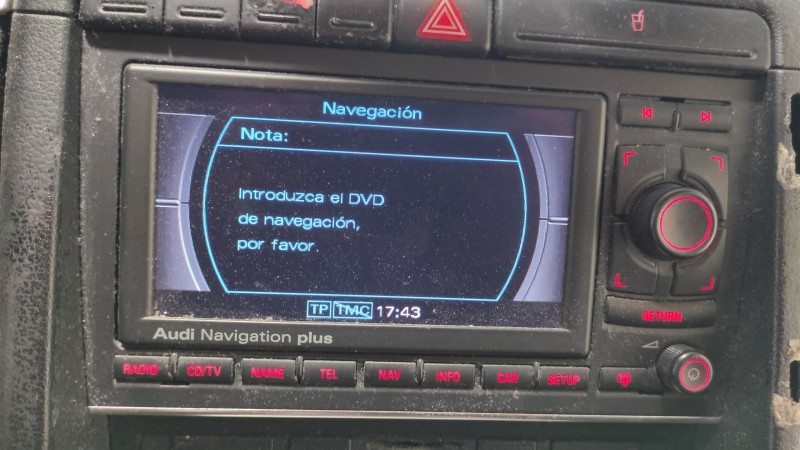 Navegación
Nota:
Introduzca el DVD
de navegación,
por favor.
TP TMC 17:43
Audi Navigation plus
RETURN
RADIO CD/TV NAME TEL NAV INFO CAR SETUP